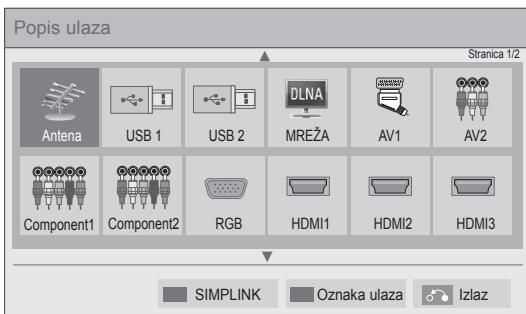 Popis ulaza
Stranica 1/2
Antena USB 1 USB 2 DLNA MREŽA AV1 AV2
Component1 Component2 RGB HDMI1 HDMI2 HDMI3
SIMPLINK Oznaka ulaza Izlaz